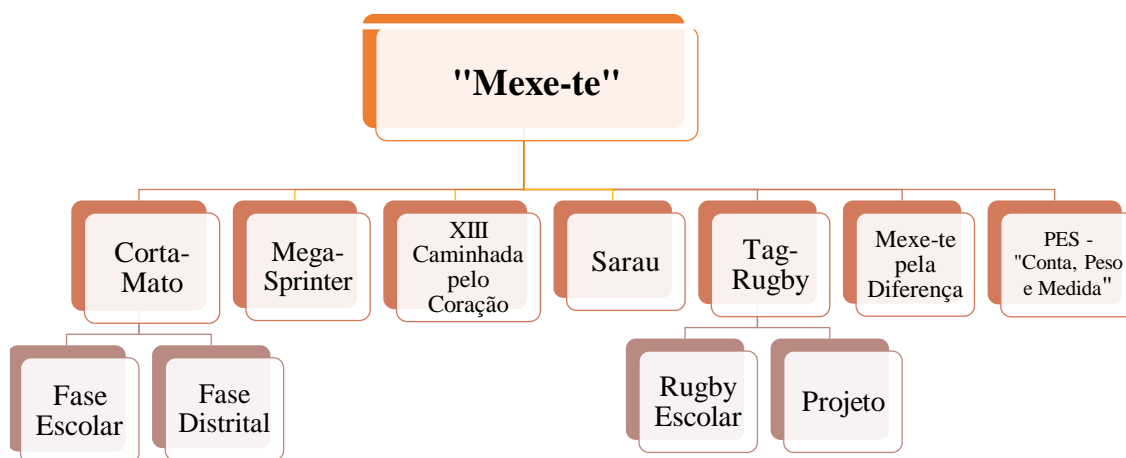 "Mexe-te"
Corta-
Mato
Mega-
Sprinter
XIII
Caminhada
pelo
Coração
Sarau
Tag-
Rugby
Mexe-te
pela
Diferença
PES -
"Conta, Peso
e Medida"
Fase
Escolar
Fase
Distrital
Rugby
Escolar
Projeto